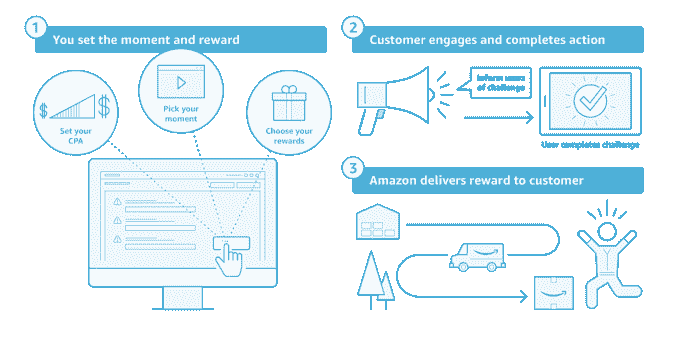 1
You set the moment and reward
$
$
Set your
CPA
Pick your
moment
Choose your
rewards
2
Customer engages and completes action
Inform users
of challenge
User completes challenge
3
Amazon delivers reward to customer